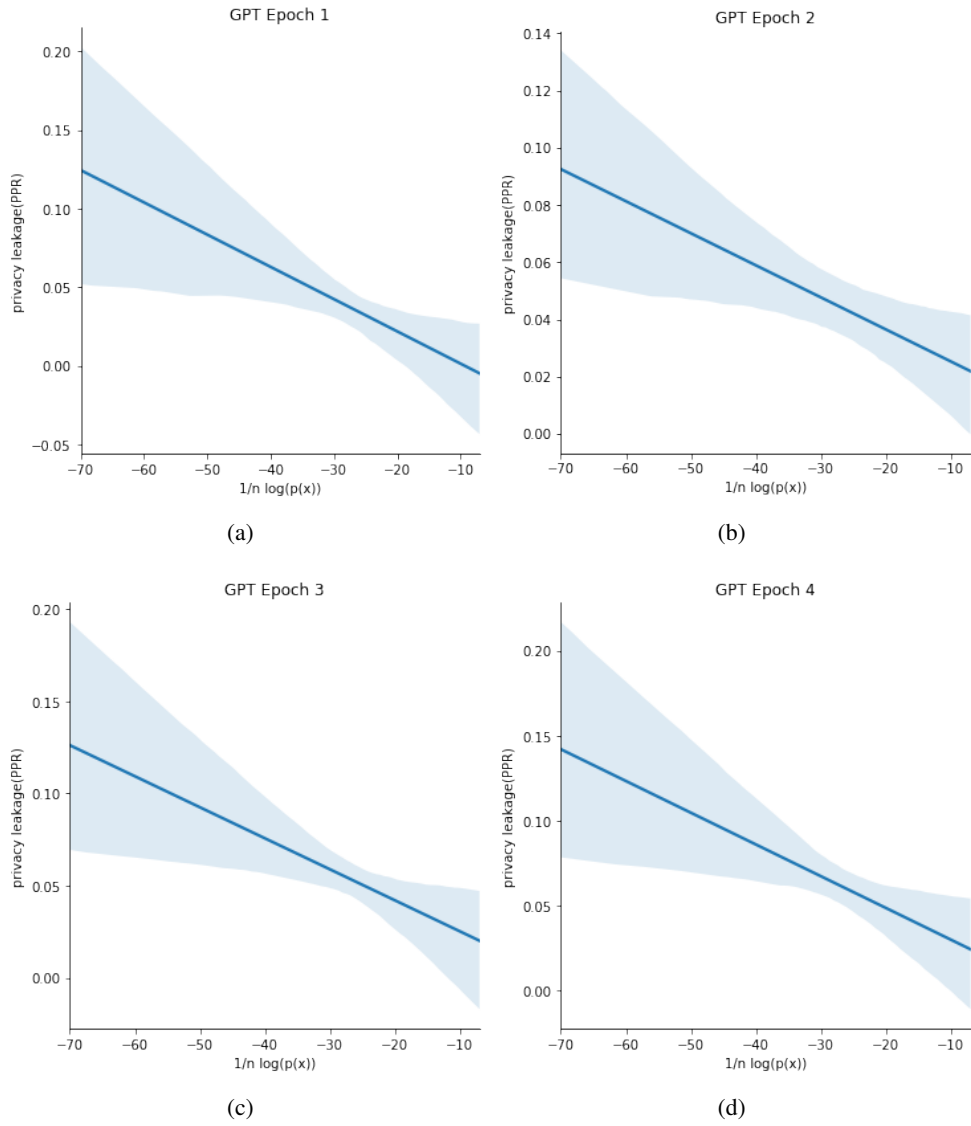 GPT Epoch 1
0.20
0.15
0.10
0.05
0.00
−0.05
privacy leakage(PPR)
−70 −60 −50 −40 −30 −20 −10
1/n log(p(x))
(a)
GPT Epoch 2
0.14
0.12
0.10
0.08
0.06
0.04
0.02
0.00
privacy leakage(PPR)
−70 −60 −50 −40 −30 −20 −10
1/n log(p(x))
(b)
GPT Epoch 3
0.20
0.15
0.10
0.05
0.00
privacy leakage(PPR)
−70 −60 −50 −40 −30 −20 −10
1/n log(p(x))
(c)
GPT Epoch 4
0.20
0.15
0.10
0.05
0.00
privacy leakage(PPR)
−70 −60 −50 −40 −30 −20 −10
1/n log(p(x))
(d)